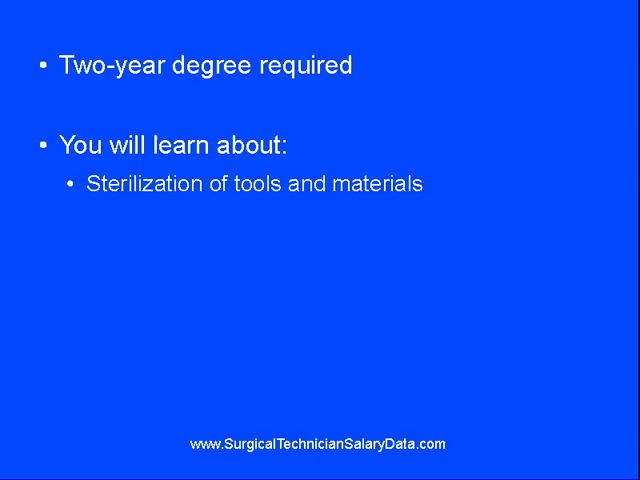 • Two-year degree required
• You will learn about:
• Sterilization of tools and materials
www.SurgicalTechnicianSalaryData.com